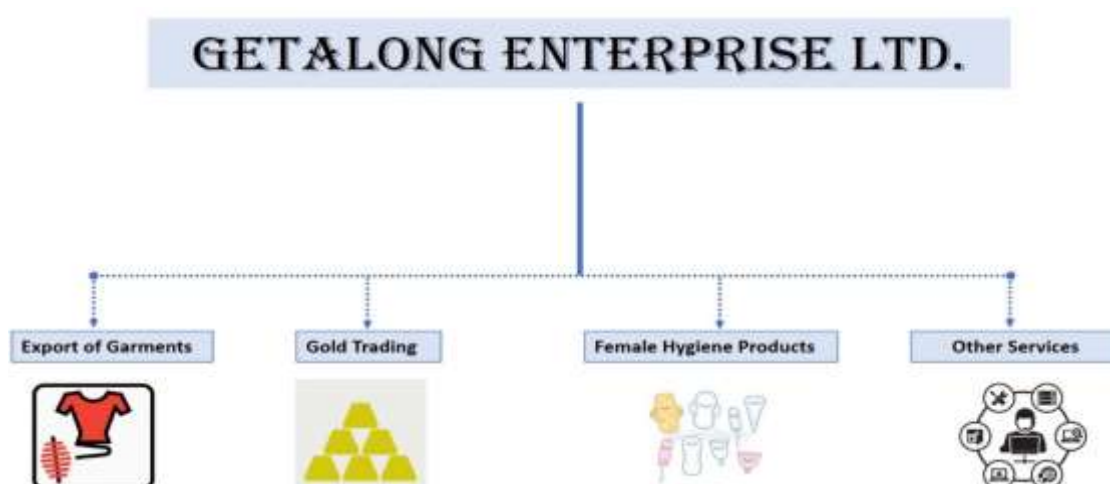 GETALONG ENTERPRISE LTD.
Export of Garments
Gold Trading
Female Hygiene Products
Other Services